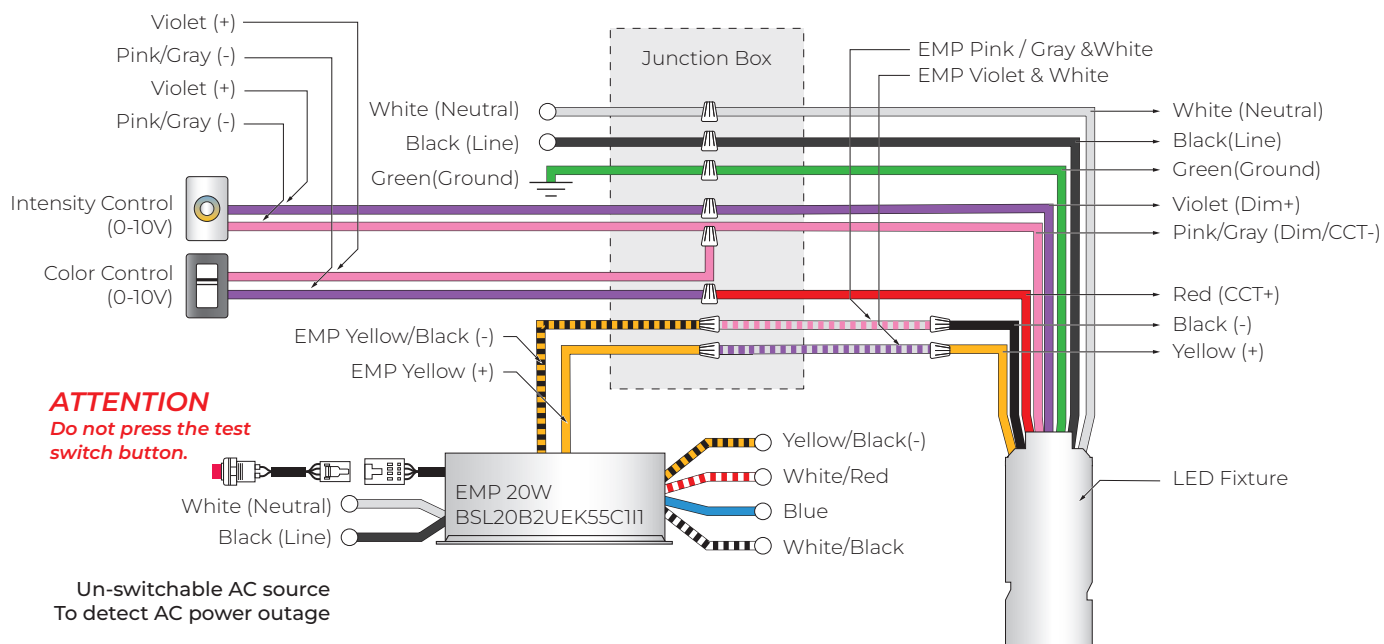 Violet (+)
Pink/Gray (-)
Violet (+)
Pink/Gray (-)
Intensity Control
(0-10V)
Color Control
(0-10V)
Junction Box
White (Neutral)
Black (Line)
Green(Ground)
EMP Pink / Gray &White
EMP Violet & White
White (Neutral)
Black(Line)
Green(Ground)
Violet (Dim+)
Pink/Gray (Dim/CCT-)
Red (CCT+)
Black (-)
Yellow (+)
EMP Yellow/Black (-)
EMP Yellow (+)
ATTENTION
Do not press the test
switch button.
White (Neutral)
Black (Line)
EMP 20W
BSL20B2UEK55C1I1
Yellow/Black(-)
White/Red
Blue
White/Black
LED Fixture
Un-switchable AC source
To detect AC power outage